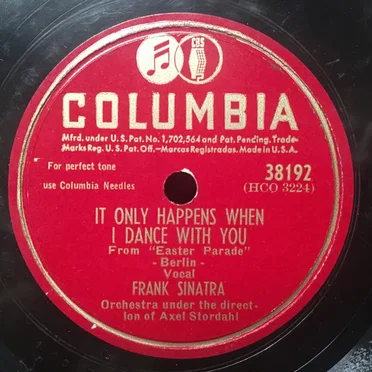 CBS
COLUMBIA
Mfrd. under U.S. Pat. No. 1,702,564 and Pat. Pending. Trade-
Marks Reg. U.S. Pat. Off.–Marcas Registradas. Made in U.S.A.
For perfect tone
use Columbia Needles
38192
(HCO 3224)
IT ONLY HAPPENS WHEN
I DANCE WITH YOU
From "Easter Parade"
- Berlin -
Vocal
FRANK SINATRA
Orchestra under the direct-
ion of Axel Stordahl